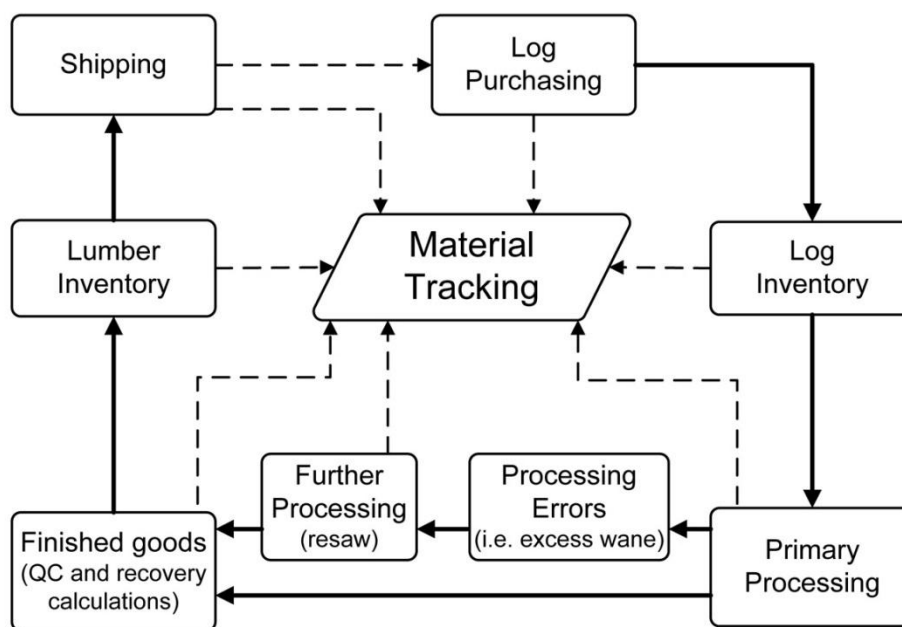 Shipping
Log
Purchasing
Lumber
Inventory
Material
Tracking
Log
Inventory
Further
Processing
(resaw)
Processing
Errors
(i.e. excess wane)
Finished goods
(QC and recovery
calculations)
Primary
Processing